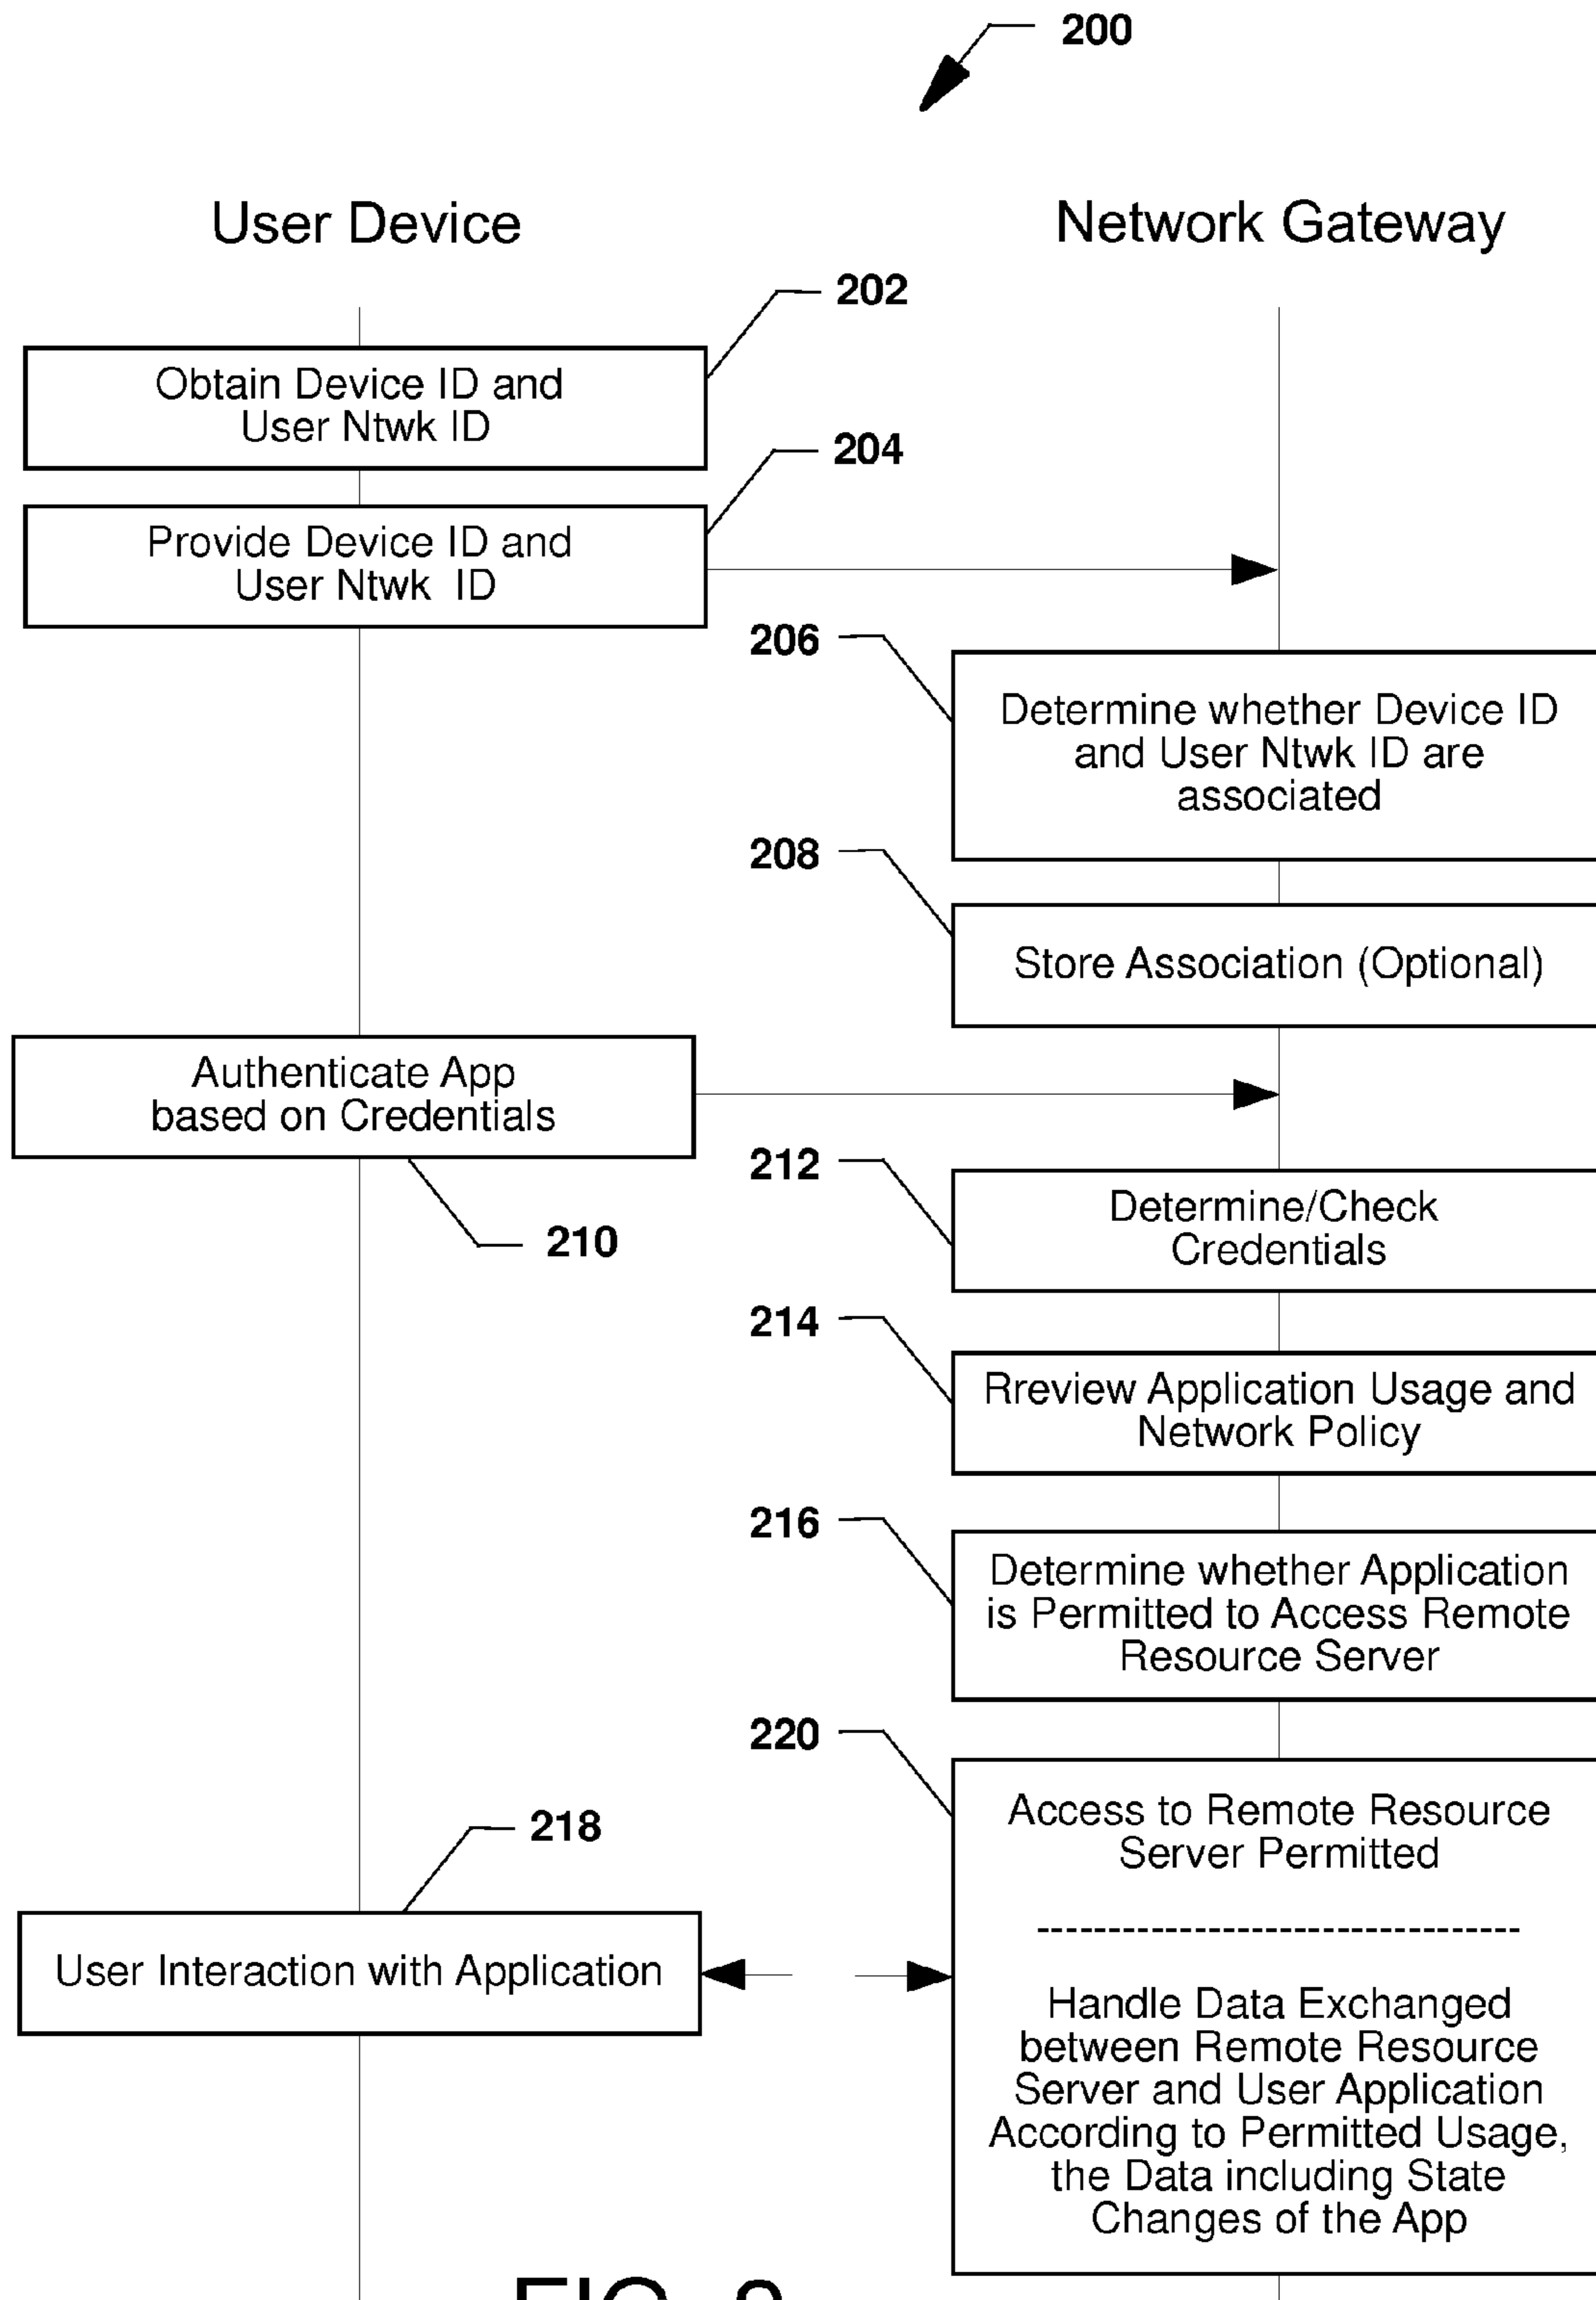 200
User Device
Network Gateway
202
Obtain Device ID and
User Ntwk ID
204
Provide Device ID and
User Ntwk ID
206
Determine whether Device ID
and User Ntwk ID are
associated
208
Store Association (Optional)
Authenticate App
based on Credentials
210
212
Determine/Check
Credentials
214
Rreview Application Usage and
Network Policy
216
Determine whether Application
is Permitted to Access Remote
Resource Server
220
Access to Remote Resource
Server Permitted
218
User Interaction with Application
Handle Data Exchanged
between Remote Resource
Server and User Application
According to Permitted Usage,
the Data including State
Changes of the App